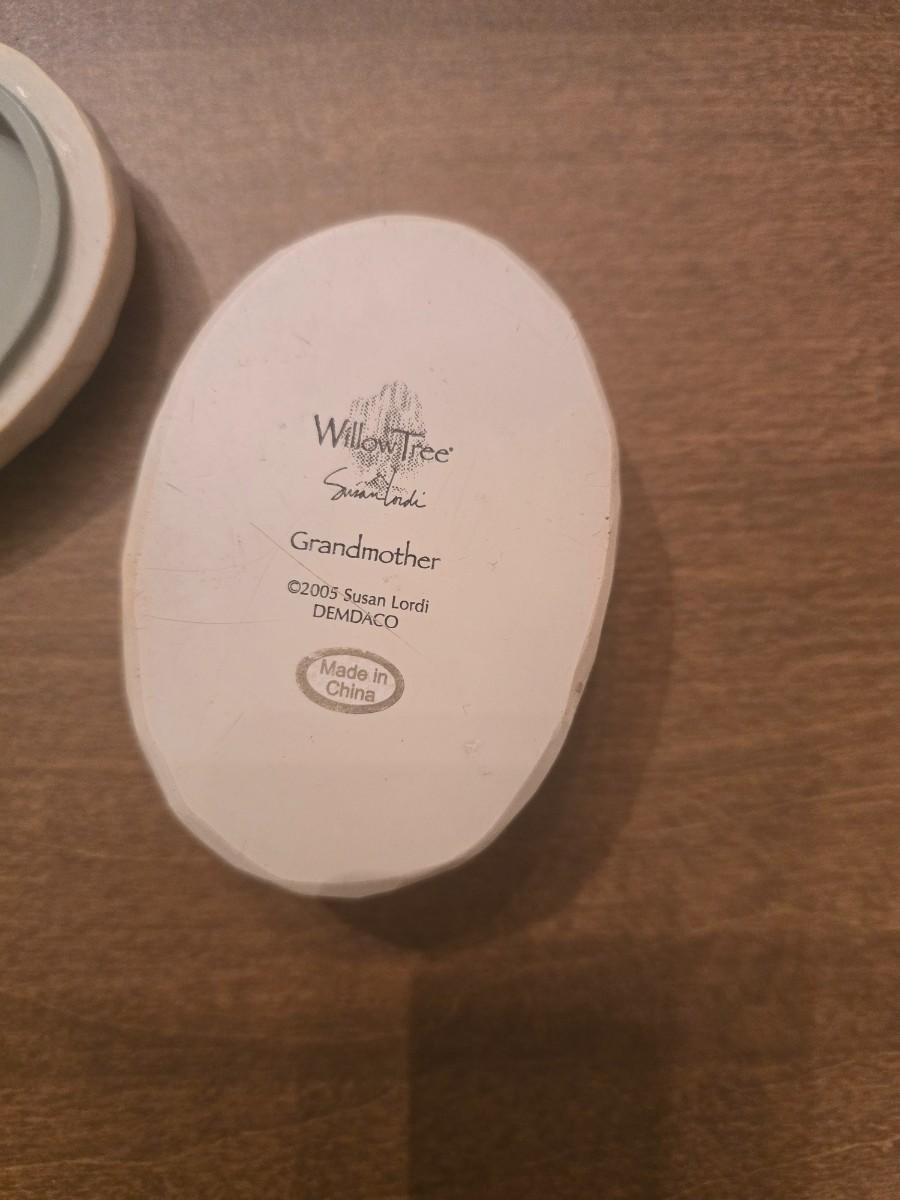 WillowTree®
Susan Lordi
Grandmother
©2005 Susan Lordi
DEMDACO
Made in
China